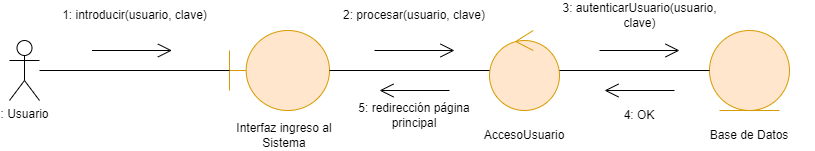 1: introducir(usuario, clave)
2: procesar(usuario, clave)
3: autenticarUsuario(usuario,
clave)
: Usuario
Interfaz ingreso al
Sistema
5: redirección página
principal
AccesoUsuario
4: OK
Base de Datos